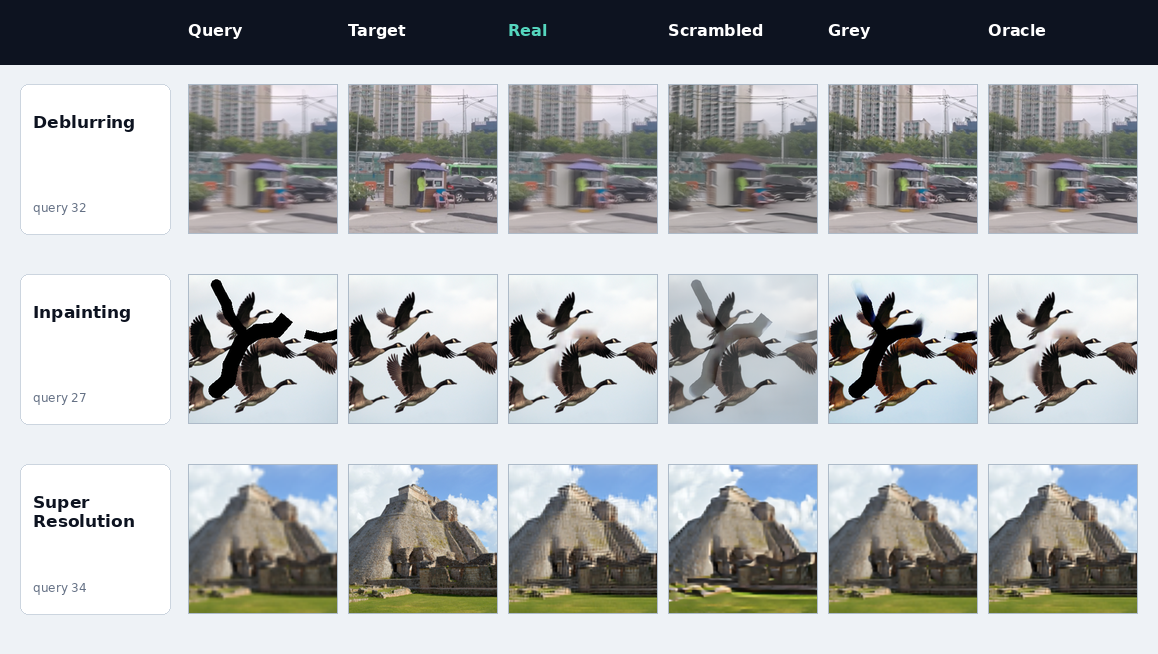 Query Target Real Scrambled Grey Oracle
Deblurring
query 32
Inpainting
query 27
Super
Resolution
query 34